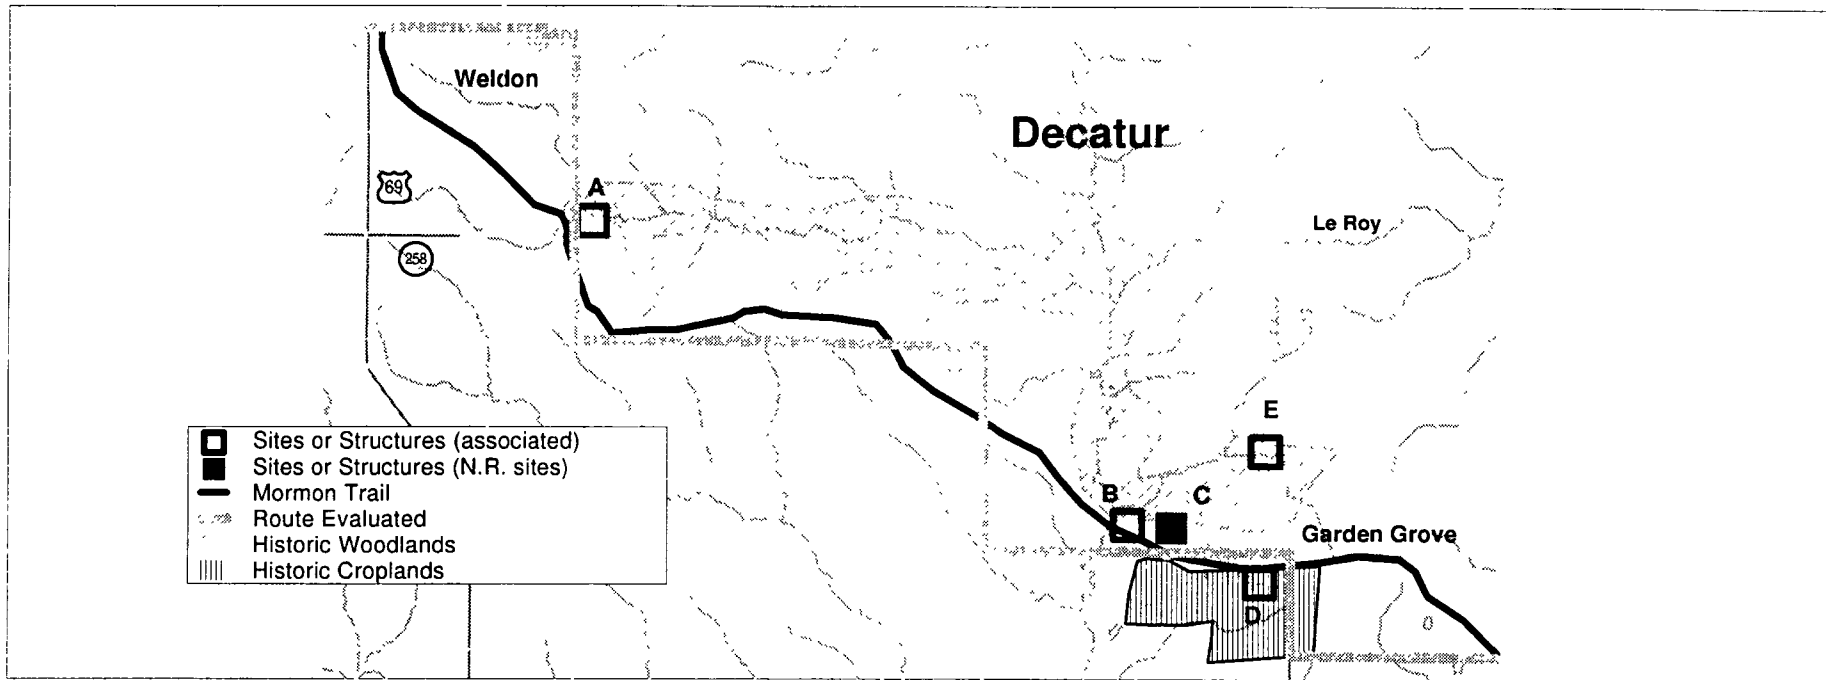 Weldon
Decatur
69
A
Le Roy
258
E
Sites or Structures (associated)
Sites or Structures (N.R. sites)
Mormon Trail
Route Evaluated
Historic Woodlands
Historic Croplands
B
C
Garden Grove
D